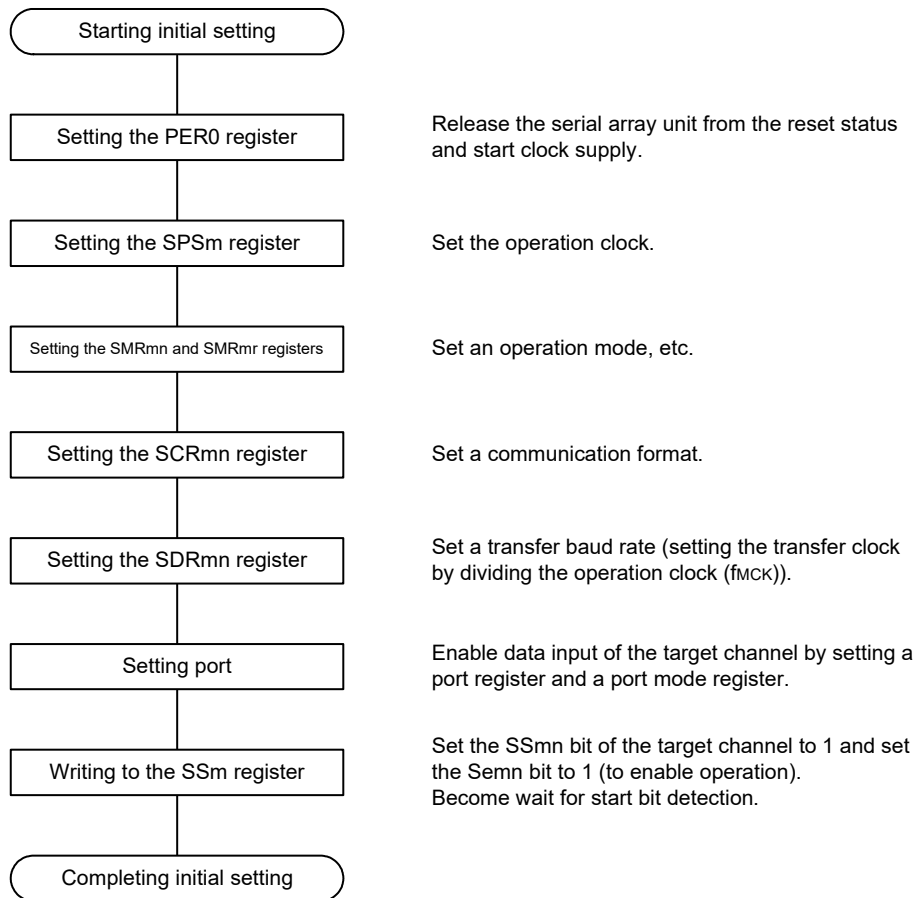 Starting initial setting
Setting the PER0 register
Release the serial array unit from the reset status
and start clock supply.
Setting the SPSm register
Set the operation clock.
Setting the SMRmn and SMRmr registers
Set an operation mode, etc.
Setting the SCRmn register
Set a communication format.
Setting the SDRmn register
Set a transfer baud rate (setting the transfer clock
by dividing the operation clock (fMCK)).
Setting port
Enable data input of the target channel by setting a
port register and a port mode register.
Writing to the SSm register
Set the SSmn bit of the target channel to 1 and set
the Semn bit to 1 (to enable operation).
Become wait for start bit detection.
Completing initial setting